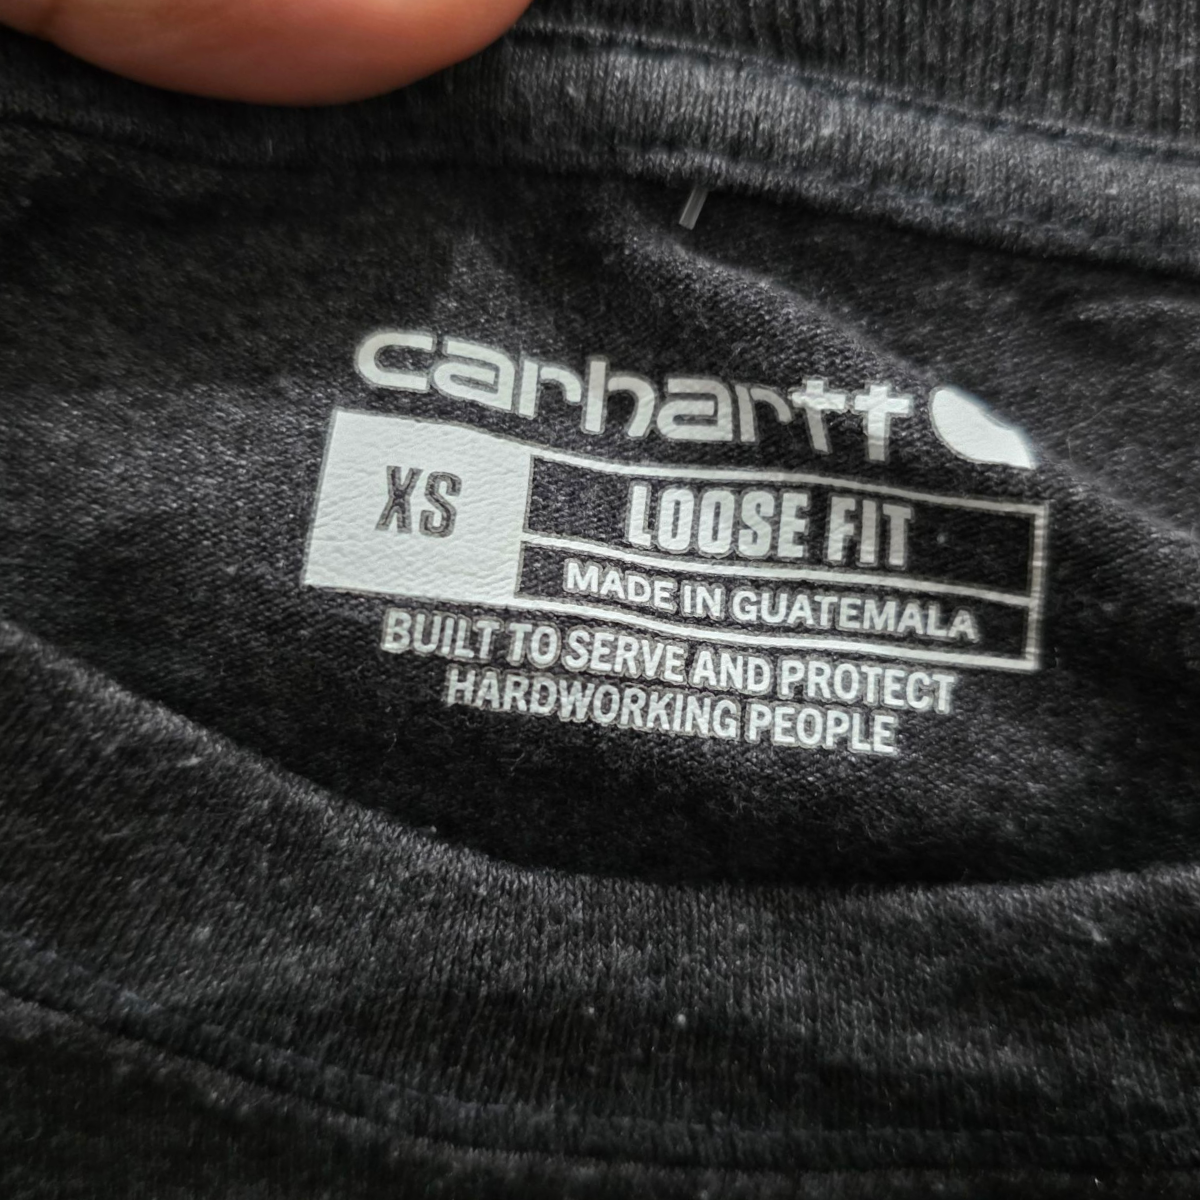 carhartt
XS
LOOSE FIT
MADE IN GUATEMALA
BUILT TO SERVE AND PROTECT
HARDWORKING PEOPLE